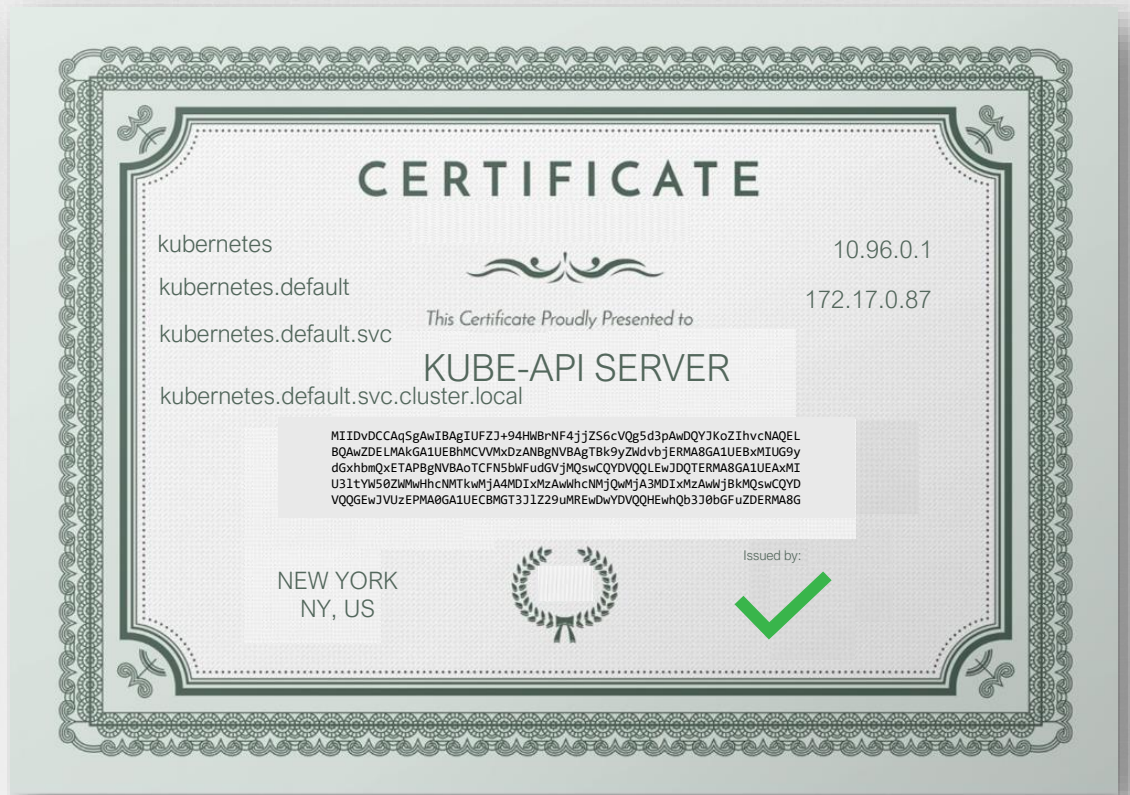 CERTIFICATE
kubernetes
10.96.0.1
kubernetes.default
172.17.0.87
This Certificate Proudly Presented to
kubernetes.default.svc
KUBE-API SERVER
kubernetes.default.svc.cluster.local
MIIDvDCCAqSgAwIBAgIUFZJ+94HWBrNF4jjZS6cVQg5d3pAwDQYJKoZIhvcNAQEL
BQAwZDELMAkGA1UEBhMCVVMxDzANBgNVBAgTBk9yZWdvbjERMA8GA1UEBxMIUG9y
dGxhbmQxETAPBgNVBAoTCFN5bWFudGVjMQswCQYDVQQLEwJDQTERMA8GA1UEAxMI
U3ltYW50ZWMwHhcNMTkwMjA4MDIxMzAwWhcNMjQwMjA3MDIxMzAwWjBkMQswCQYD
VQQGEwJVUzEPMA0GA1UECBMGT3JlZ29uMREwDwYDVQQHEwhQb3J0bGFuZDERMA8G
Issued by:
NEW YORK
NY, US